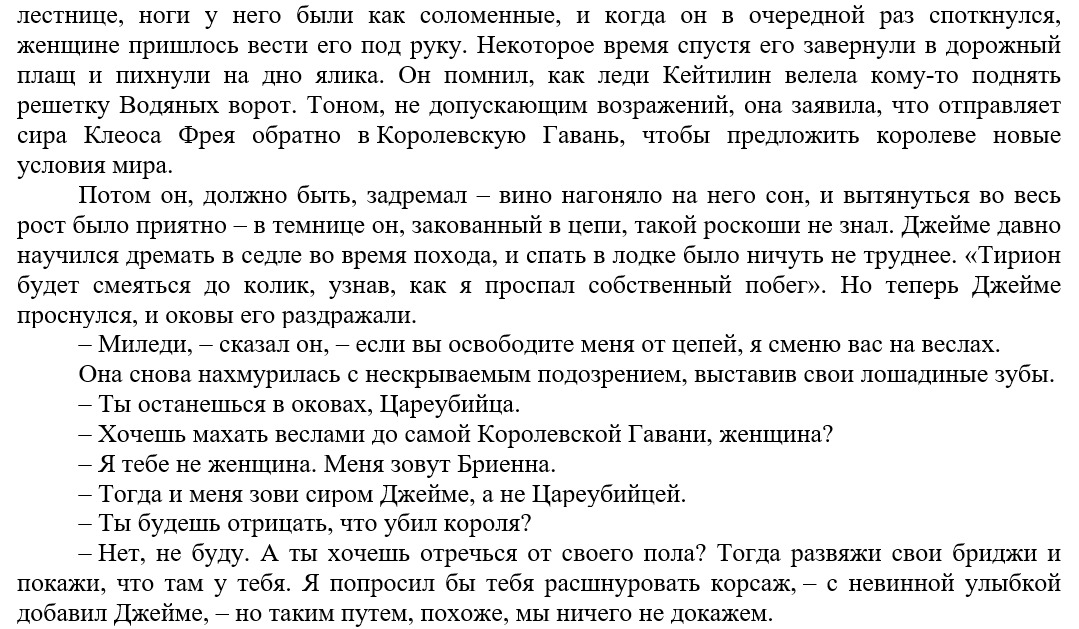 лестнице, ноги у него были как соломенные, и когда он в очередной раз споткнулся,
женщине пришлось вести его под руку. Некоторое время спустя его завернули в дорожный
плащ и пихнули на дно ялика. Он помнил, как леди Кейтилин велела кому-то поднять
решетку Водяных ворот. Тоном, не допускающим возражений, она заявила, что отправляет
сира Клеоса Фрея обратно в Королевскую Гавань, чтобы предложить королеве новые
условия мира.
Потом он, должно быть, задремал – вино нагоняло на него сон, и вытянуться во весь
рост было приятно – в темнице он, закованный в цепи, такой роскоши не знал. Джейме давно
научился дремать в седле во время похода, и спать в лодке было ничуть не труднее. «Тирион
будет смеяться до колик, узнав, как я проспал собственный побег». Но теперь Джейме
проснулся, и оковы его раздражали.
– Миледи, – сказал он, – если вы освободите меня от цепей, я сменю вас на веслах.
Она снова нахмурилась с нескрываемым подозрением, выставив свои лошадиные зубы.
– Ты останешься в оковах, Цареубийца.
– Хочешь махать веслами до самой Королевской Гавани, женщина?
– Я тебе не женщина. Меня зовут Бриенна.
– Тогда и меня зови сиром Джейме, а не Цареубийцей.
– Ты будешь отрицать, что убил короля?
– Нет, не буду. А ты хочешь отречься от своего пола? Тогда развяжи свои бриджи и
покажи, что там у тебя. Я попросил бы тебя расшнуровать корсаж, – с невинной улыбкой
добавил Джейме, – но таким путем, похоже, мы ничего не докажем.